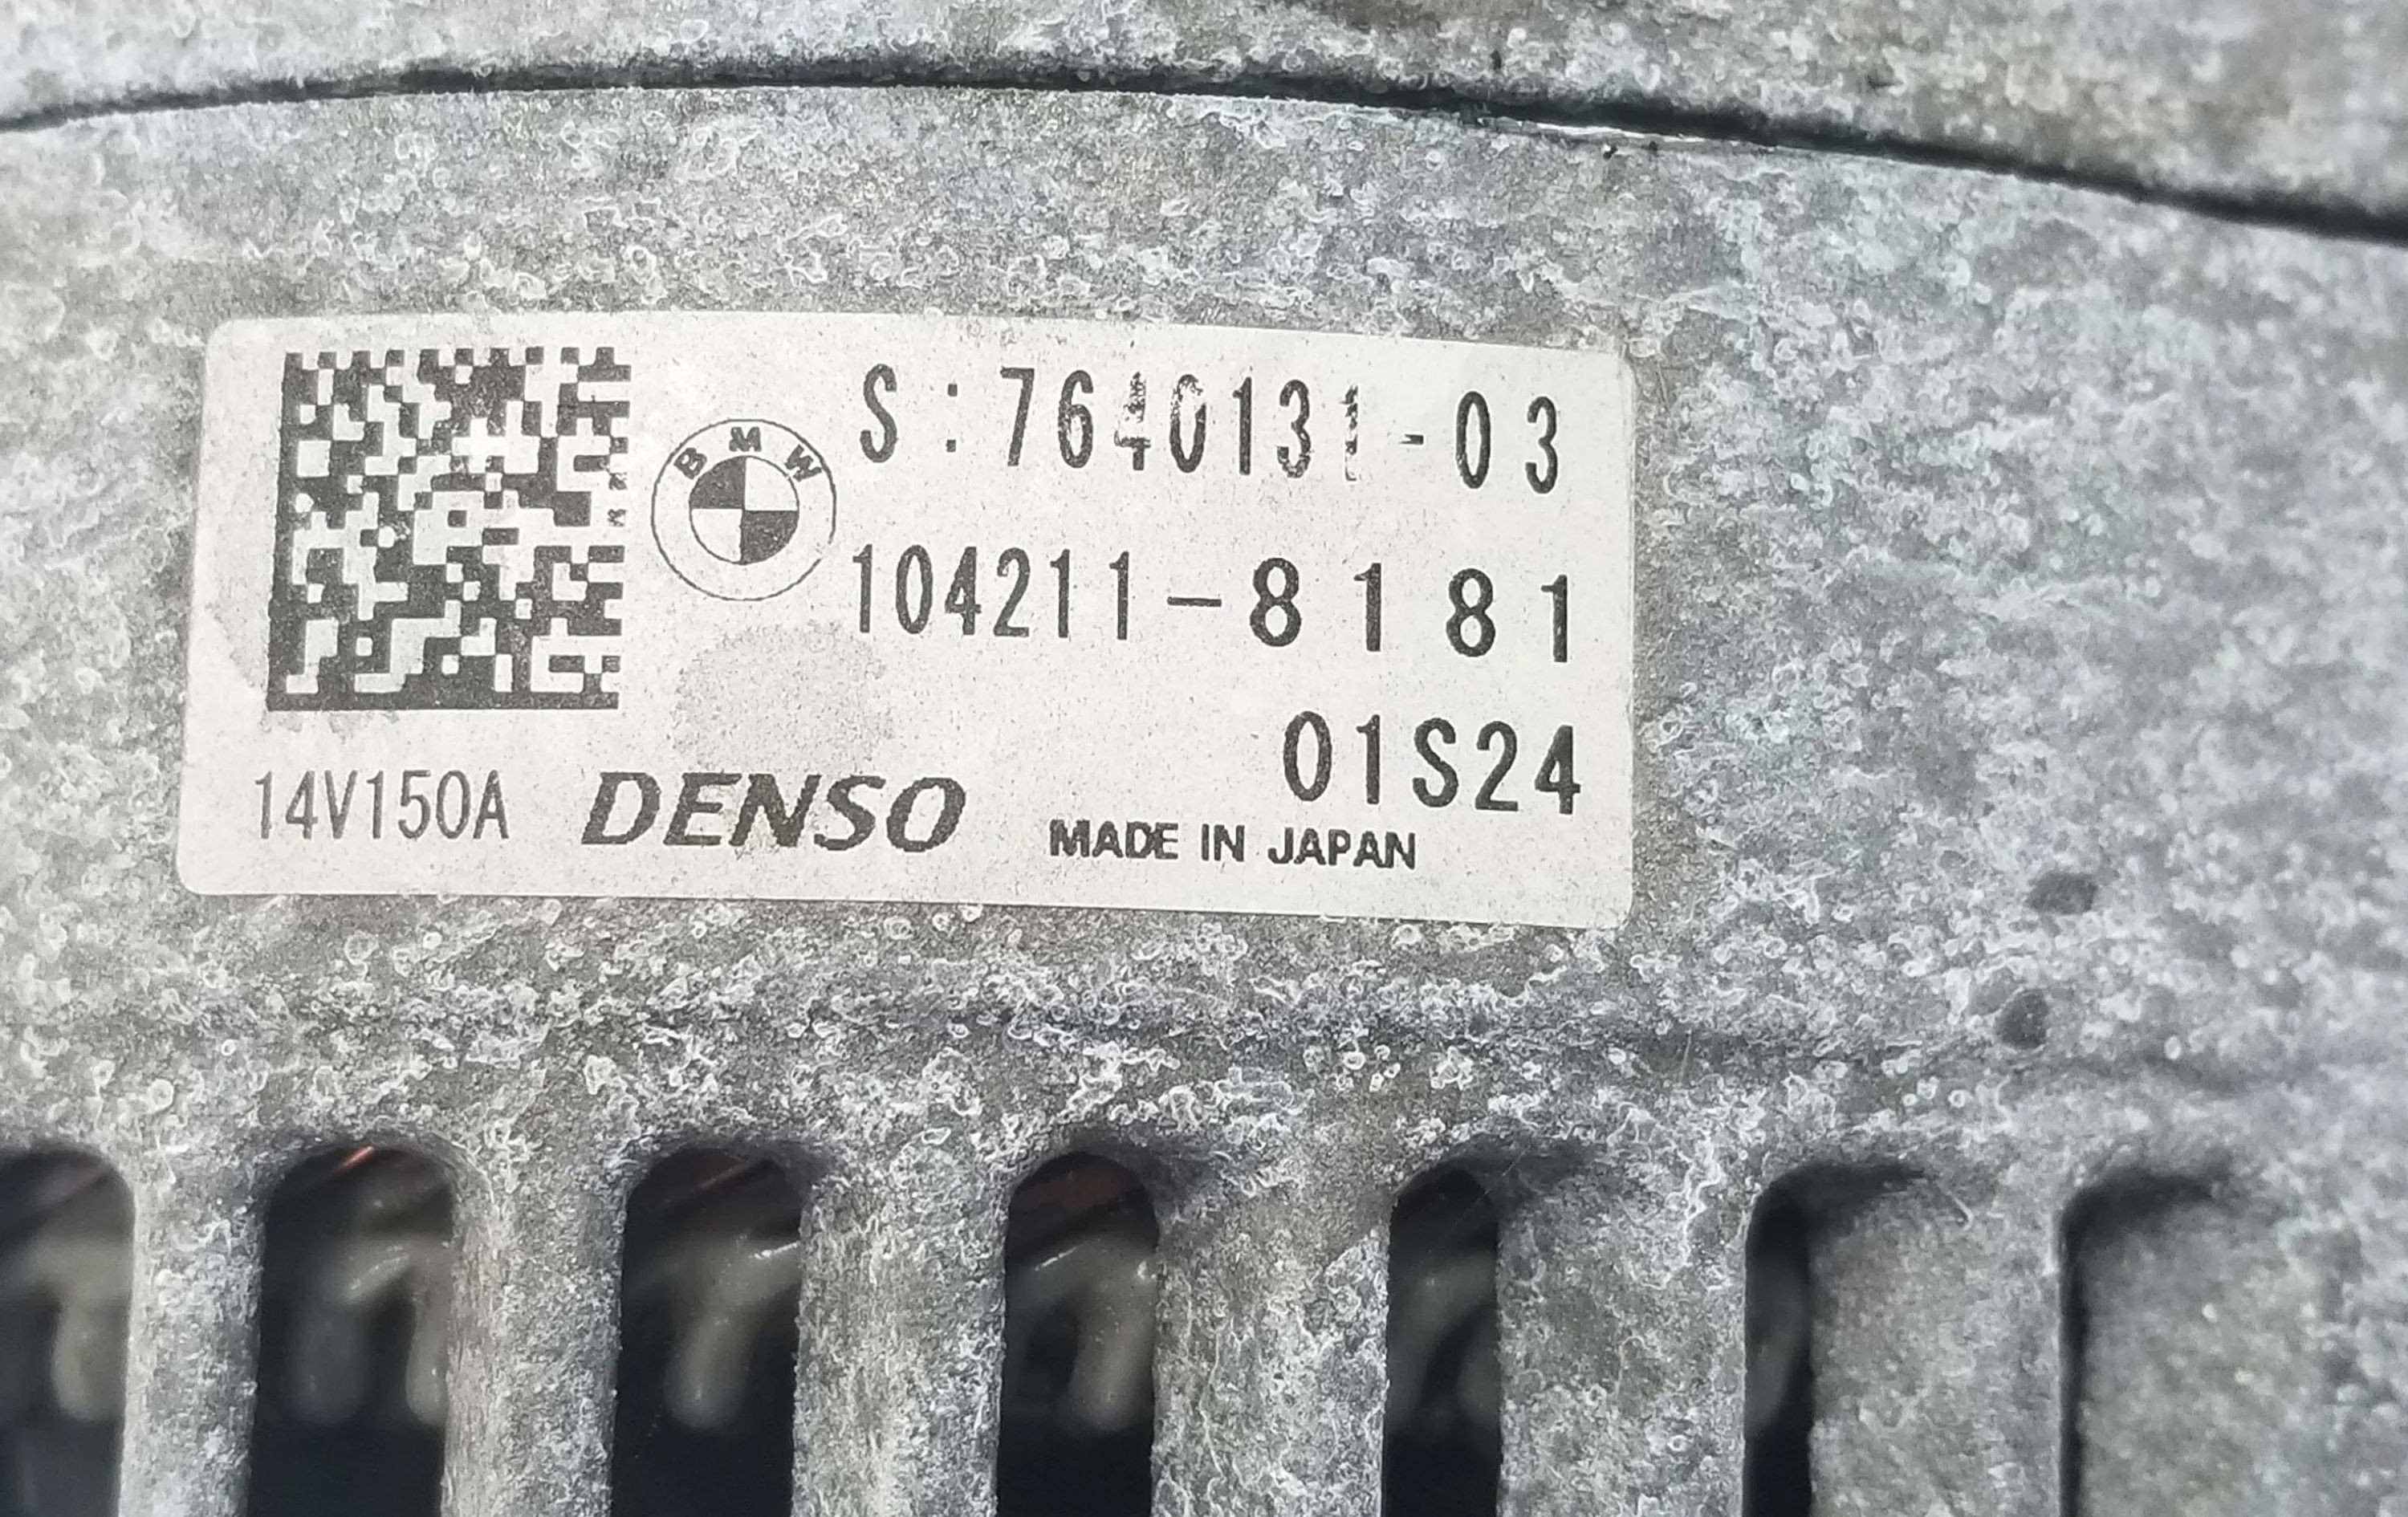 BMW
S:7640131-03
104211-8181
01S24
14V150A DENSO MADE IN JAPAN